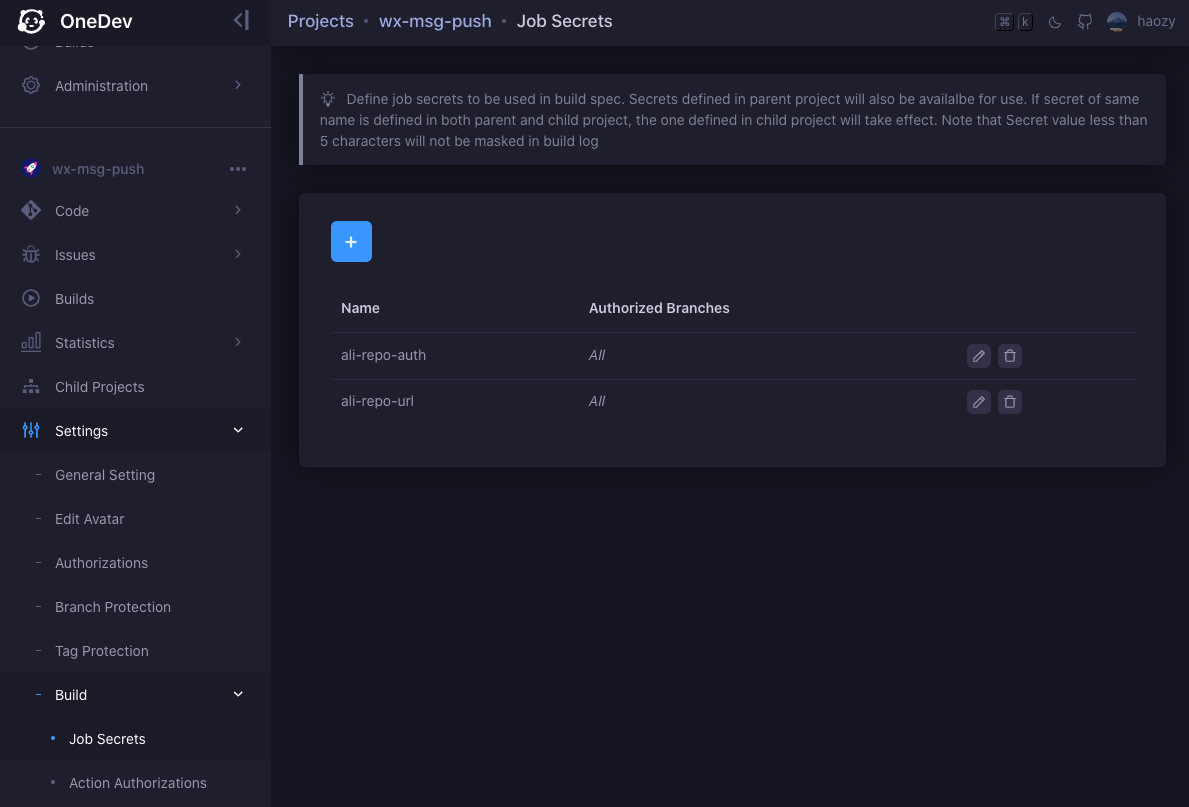 OneDev
Projects • wx-msg-push • Job Secrets
⌘ k
haozy
Builds
Administration
wx-msg-push
Code
Issues
Builds
Statistics
Child Projects
Settings
General Setting
Edit Avatar
Authorizations
Branch Protection
Tag Protection
Build
Job Secrets
Action Authorizations
Define job secrets to be used in build spec. Secrets defined in parent project will also be availalbe for use. If secret of same
name is defined in both parent and child project, the one defined in child project will take effect. Note that Secret value less than
5 characters will not be masked in build log
+
Name Authorized Branches
ali-repo-auth All
ali-repo-url All